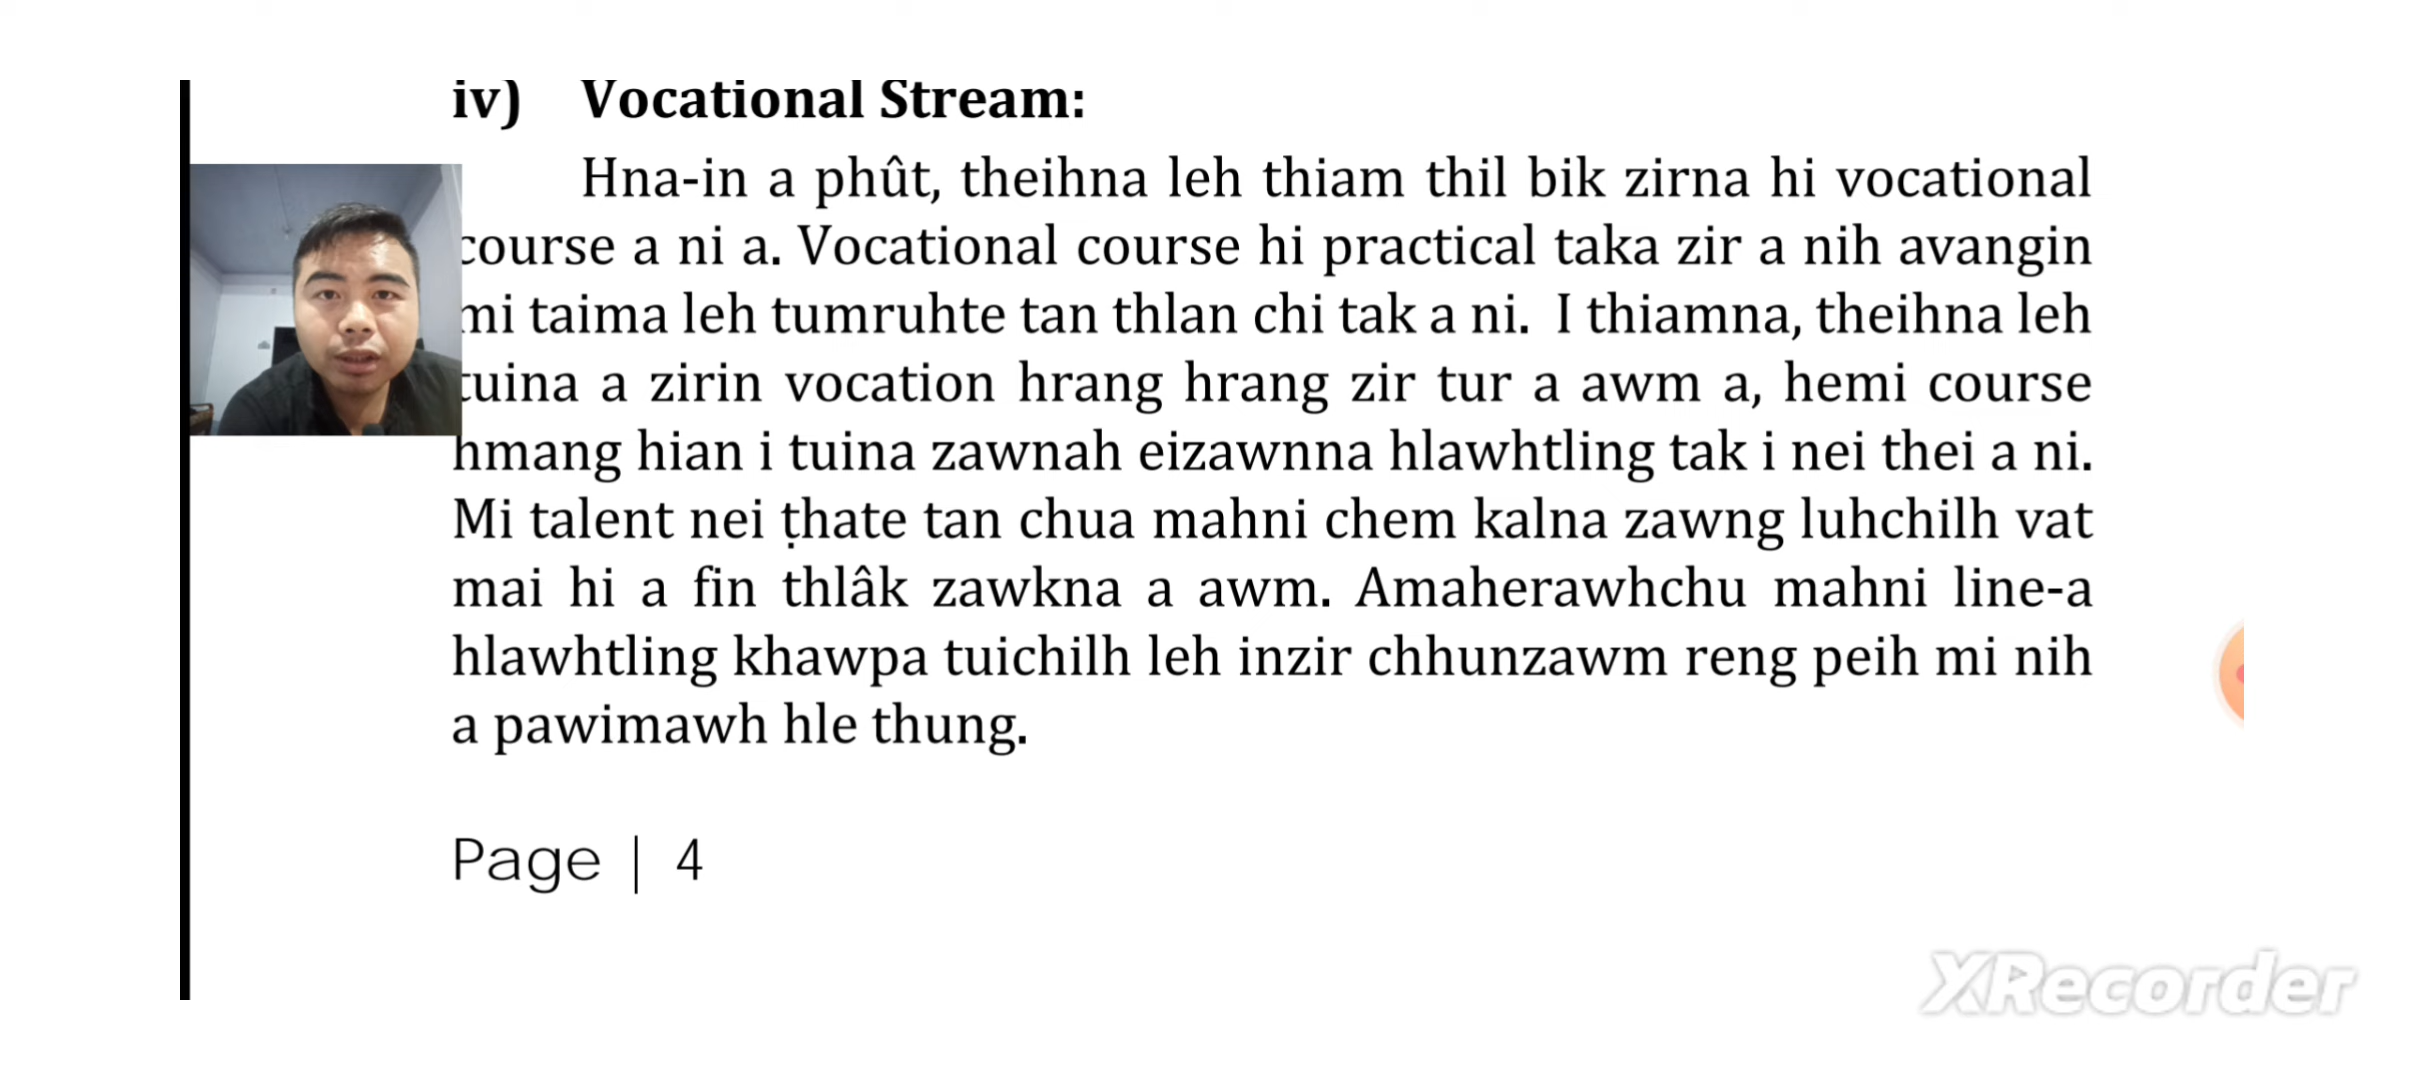 iv) Vocational Stream:
Hna-in a phût, theihna leh thiam thil bik zirna hi vocational
course a ni a. Vocational course hi practical taka zir a nih avangin
mi taima leh tumruhte tan thlan chi tak a ni. I thiamna, theihna leh
tuina a zirin vocation hrang hrang zir tur a awm a, hemi course
hmang hian i tuina zawnah eizawnna hlawhtling tak i nei thei a ni.
Mi talent nei ṭhate tan chua mahni chem kalna zawng luhchilh vat
mai hi a fin thlâk zawkna a awm. Amaherawhchu mahni line-a
hlawhtling khawpa tuichilh leh inzir chhunzawm reng peih mi nih
a pawimawh hle thung.
Page | 4
XRecorder